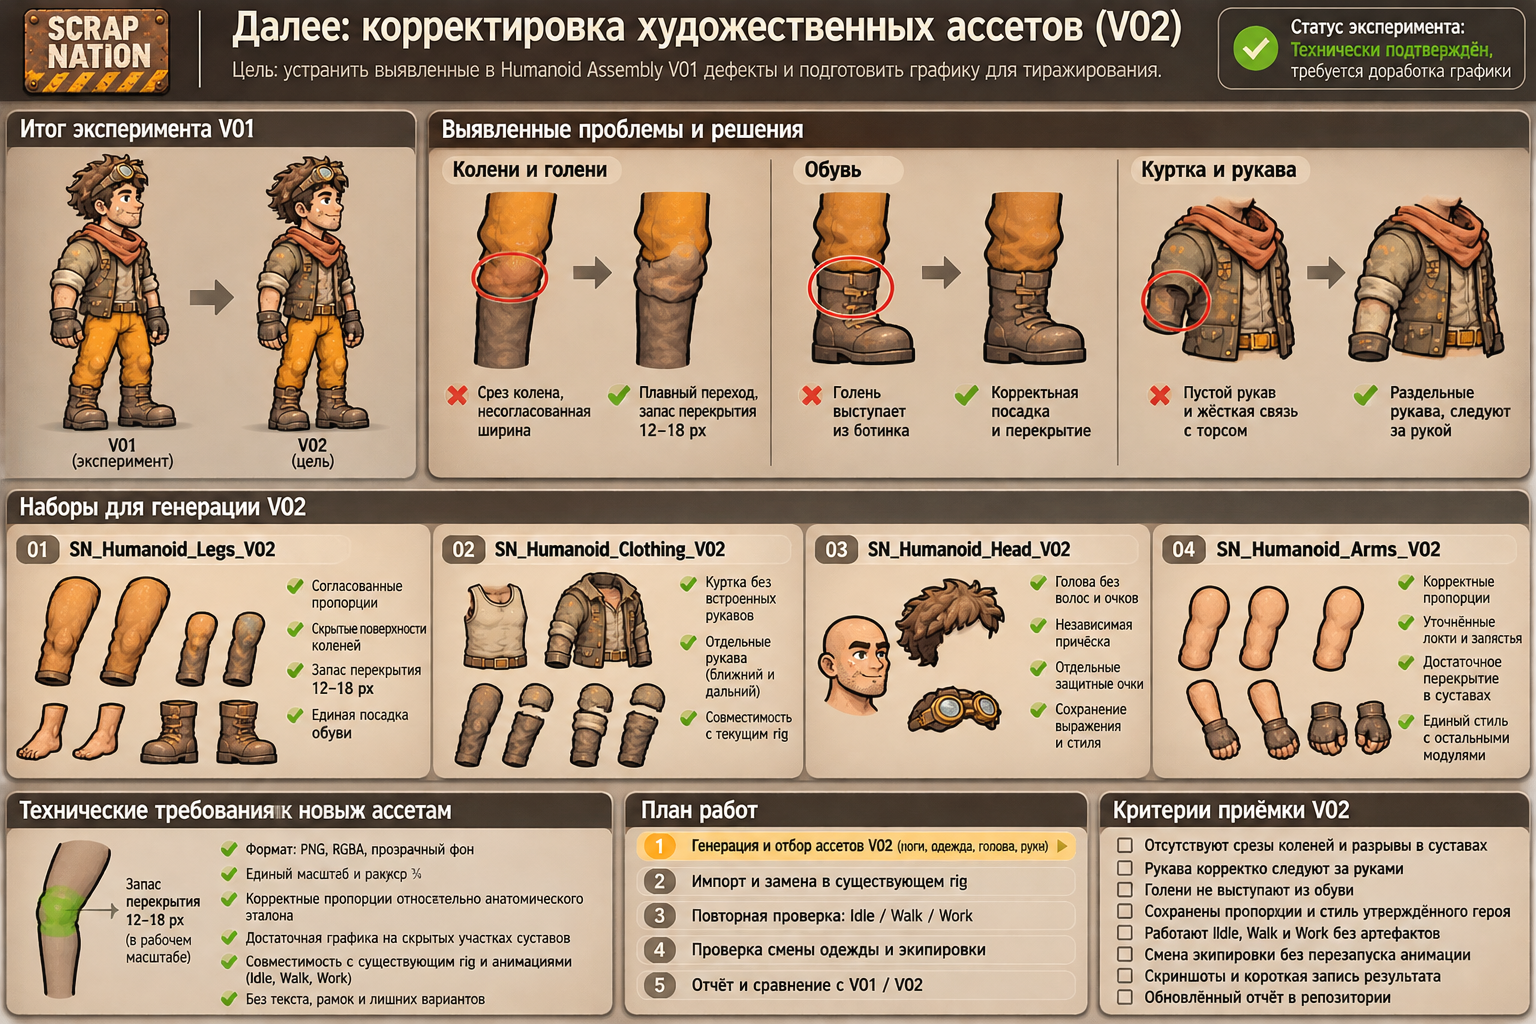 SCRAP
NATION
Далее: корректировка художественных ассетов (V02)
Цель: устранить выявленные в Humanoid Assembly V01 дефекты и подготовить графику для тиражирования.
Статус эксперимента:
Технически подтверждён,
требуется доработка графики
Итог эксперимента V01
V01
(эксперимент)
V02
(цель)
Выявленные проблемы и решения
Колени и голени
Срез колена,
несогласованная
ширина
Плавный переход,
запас перекрытия
12–18 px
Обувь
Голень
выступает
из ботинка
Корректьная
посадка
и перекрытие
Куртка и рукава
Пустой рукав
и жёсткая связь
с торсом
Раздельные
рукава, следуют
за рукой
Наборы для генерации V02
01 SN_Humanoid_Legs_V02
Согласованные
пропорции
Скрытые поверхности
коленей
Запас перекрытия
12–18 px
Единая посадка
обуви
02 SN_Humanoid_Clothing_V02
Куртка без
встроенных
рукавов
Отдельные
рукава
(ближний и
дальний)
Совместимость
с текущим rig
03 SN_Humanoid_Head_V02
Голова без
волос и очков
Независимая
причёска
Отдельные
защитные очки
Сохранение
выражения
и стиля
04 SN_Humanoid_Arms_V02
Корректные
пропорции
Уточнённые
локти и запястья
Достаточное
перекрытие
в суставах
Единый стиль
с остальными
модулями
Технические требования к новыж ассетам
Запас
перекрытия
12–18 px
(в рабочем
масштабе)
Формат: PNG, RGBA, прозрачный фон
Единый масштаб и ракурс ¾
Корректные пропорции относательно анатомического
эталона
Достаточная графика на скрытых участках суставов
Совместимость с существующим rig и анимациями
(Idle, Walk, Work)
Без текста, рамок и лишних вариантов
План работ
1 Генерация и отбор ассетов V02 (ноги, одежда, голова, руки)
2 Импорт и замена в существующем rig
3 Повторная проверка: Idle / Walk / Work
4 Проверка смены одежды и экипировки
5 Отчёт и сравнение с V01 / V02
Критерии приёмки V02
Отсутствуют срезы коленей и разрывы в суставах
Рукава корректко следуют за руками
Голени не выступают из обуви
Сохранены пропорции и стиль утверждённого героя
Работают Ildle, Walk и Work без артефактов
Смена экипировки без перезапуска анимации
Скриншоты и короткая запись результата
Обновлённый отчёт в репозитории